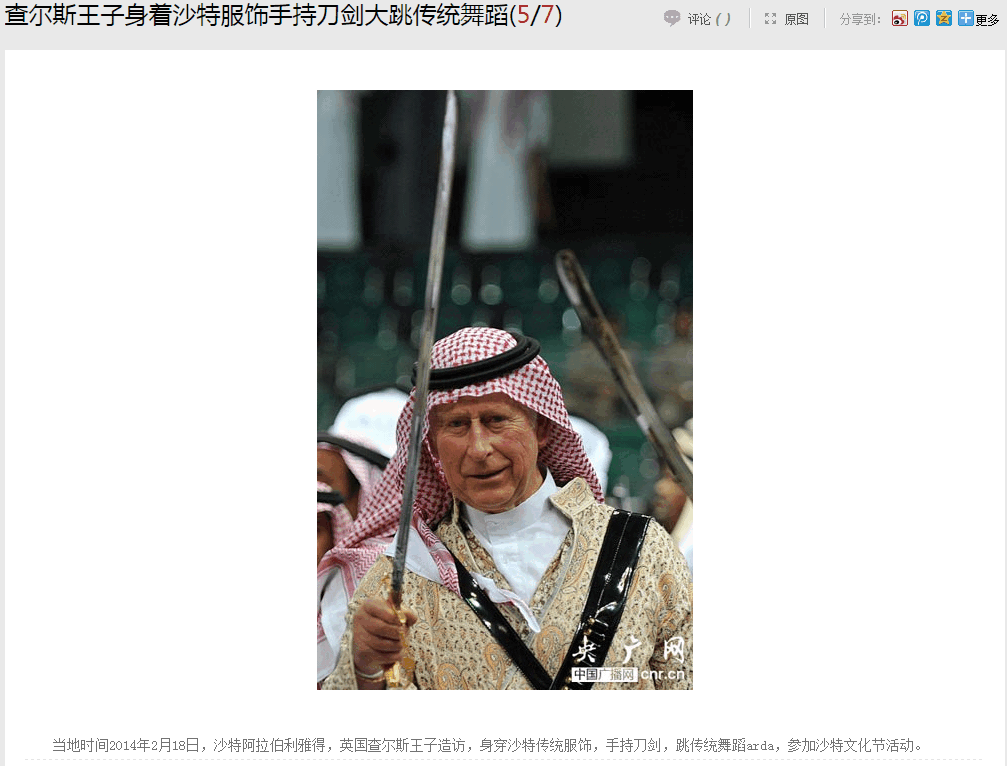 查尔斯王子身着沙特服饰手持刀剑大跳传统舞蹈(5/7)
评论 ( )
原图
分享到:
更多
央广网
中国广播网 cnr.cn
当地时间2014年2月18日，沙特阿拉伯利雅得，英国查尔斯王子造访，身穿沙特传统服饰，手持刀剑，跳传统舞蹈arda，参加沙特文化节活动。